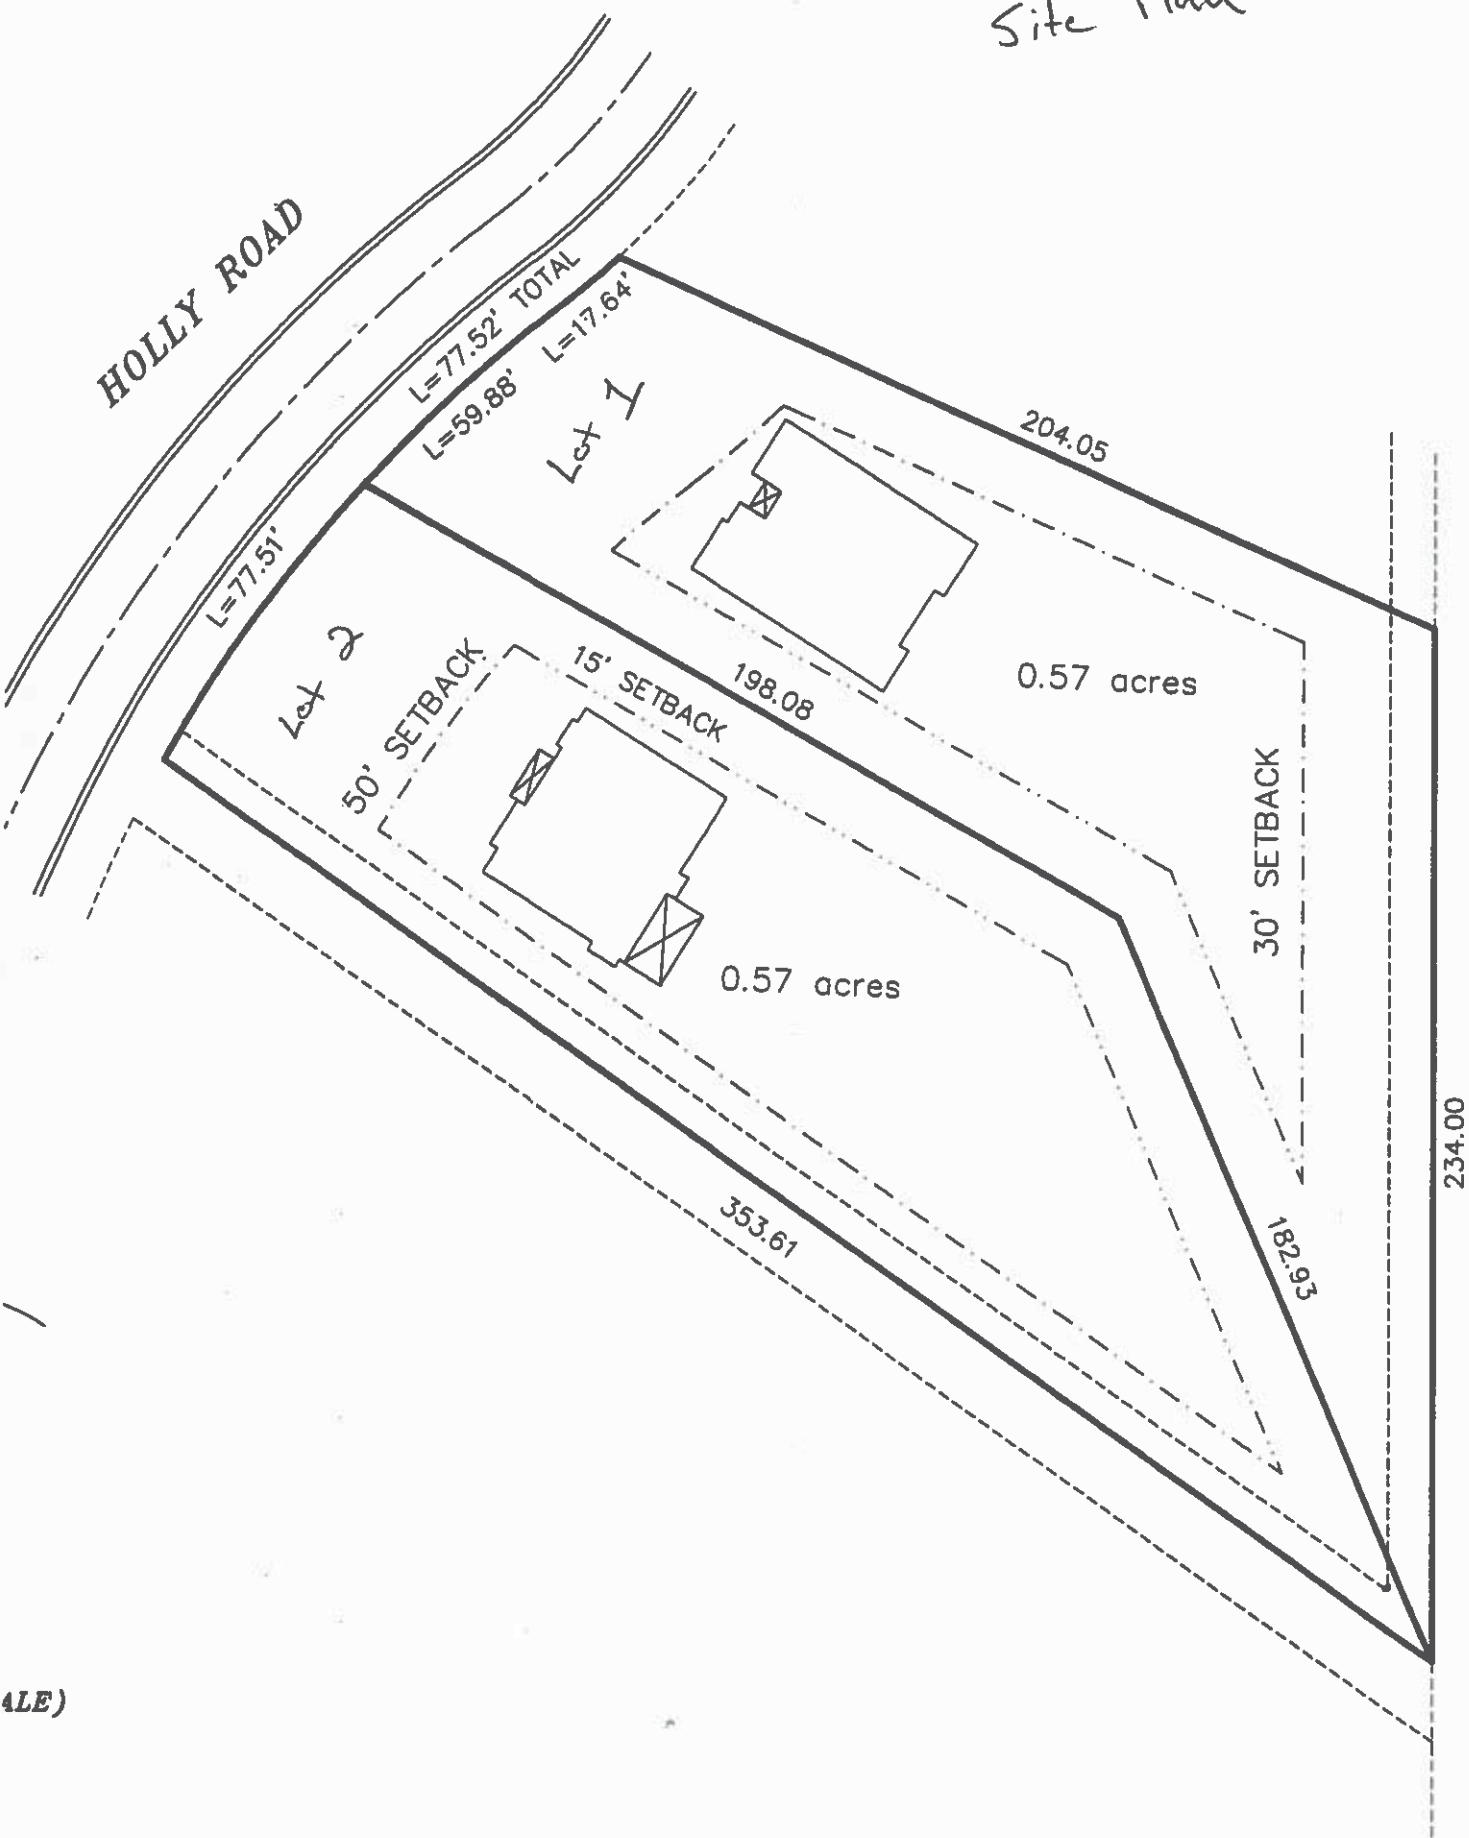 Site Plan
HOLLY ROAD
L=77.52' TOTAL
L=17.64'
L=59.88'
Lot 1
204.05
L=77.51'
Lot 2
50' SETBACK
15' SETBACK
198.08
0.57 acres
30' SETBACK
0.57 acres
234.00
182.93
353.61
ALE)